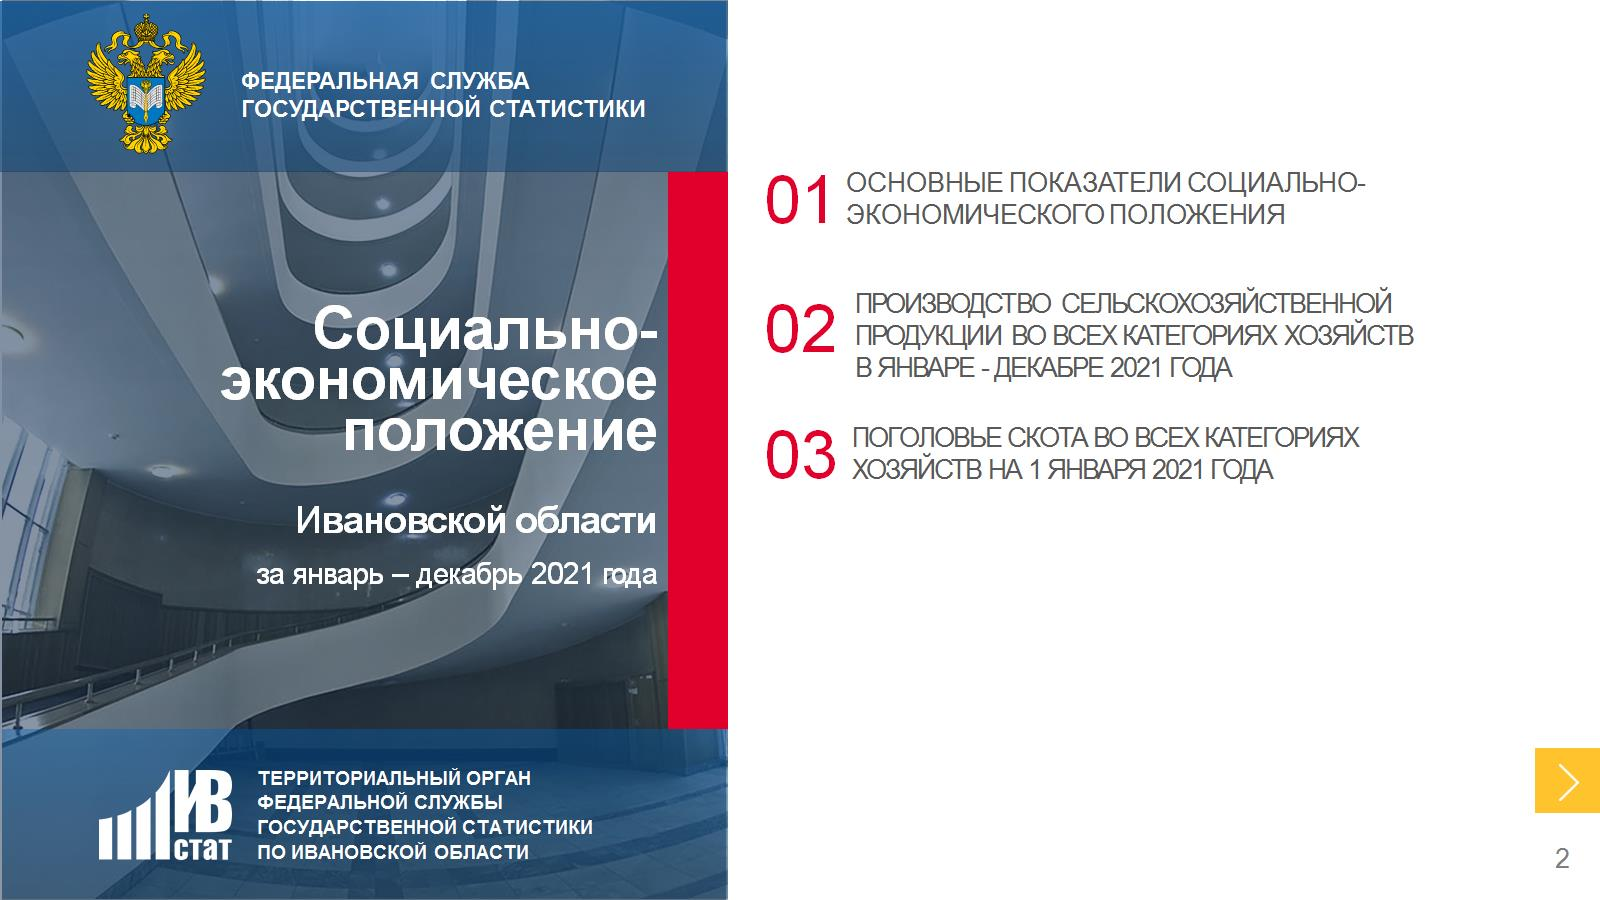 ФЕДЕРАЛЬНАЯ СЛУЖБА
ГОСУДАРСТВЕННОЙ СТАТИСТИКИ
Социально-
экономическое
положение
Ивановской области
за январь – декабрь 2021 года
ИВ
стат
ТЕРРИТОРИАЛЬНЫЙ ОРГАН
ФЕДЕРАЛЬНОЙ СЛУЖБЫ
ГОСУДАРСТВЕННОЙ СТАТИСТИКИ
ПО ИВАНОВСКОЙ ОБЛАСТИ
01
ОСНОВНЫЕ ПОКАЗАТЕЛИ СОЦИАЛЬНО-
ЭКОНОМИЧЕСКОГО ПОЛОЖЕНИЯ
02
ПРОИЗВОДСТВО СЕЛЬСКОХОЗЯЙСТВЕННОЙ
ПРОДУКЦИИ ВО ВСЕХ КАТЕГОРИЯХ ХОЗЯЙСТВ
В ЯНВАРЕ - ДЕКАБРЕ 2021 ГОДА
03
ПОГОЛОВЬЕ СКОТА ВО ВСЕХ КАТЕГОРИЯХ
ХОЗЯЙСТВ НА 1 ЯНВАРЯ 2021 ГОДА
2